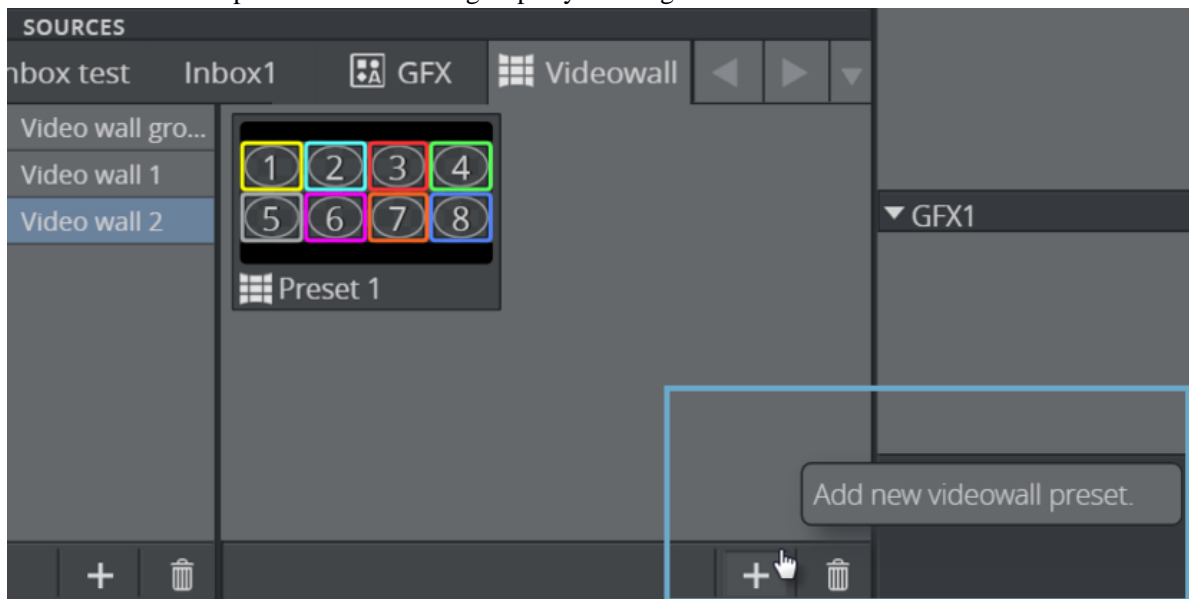 SOURCES
nbox test Inbox1 GFX Videowall
Video wall gro...
Video wall 1
Video wall 2
1 2 3 4
5 6 7 8
Preset 1
GFX1
Add new videowall preset.